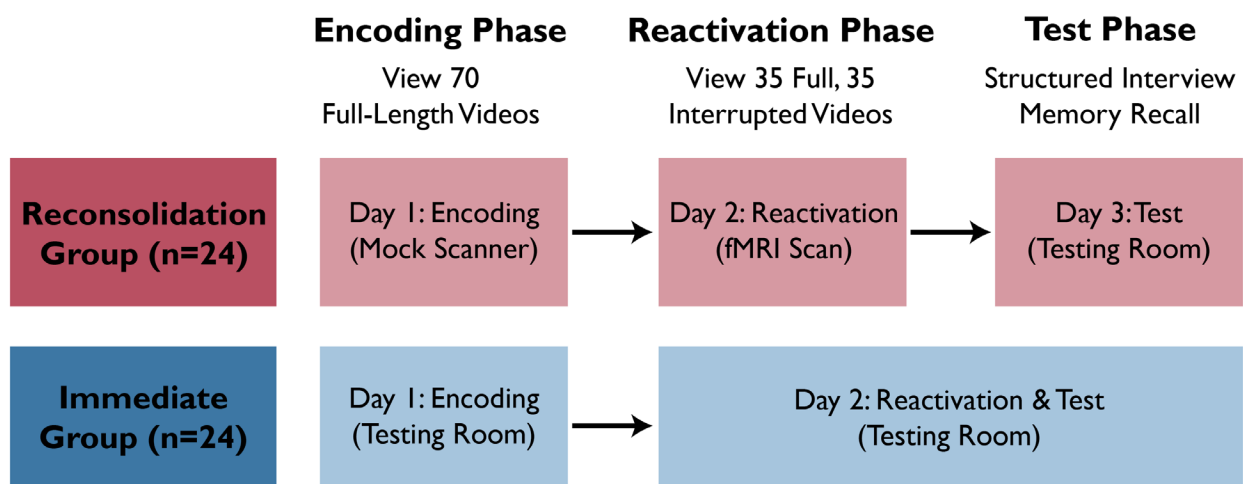 Encoding Phase
View 70
Full-Length Videos
Reactivation Phase
View 35 Full, 35
Interrupted Videos
Test Phase
Structured Interview
Memory Recall
Reconsolidation
Group (n=24)
Day 1: Encoding
(Mock Scanner)
Day 2: Reactivation
(fMRI Scan)
Day 3: Test
(Testing Room)
Immediate
Group (n=24)
Day 1: Encoding
(Testing Room)
Day 2: Reactivation & Test
(Testing Room)